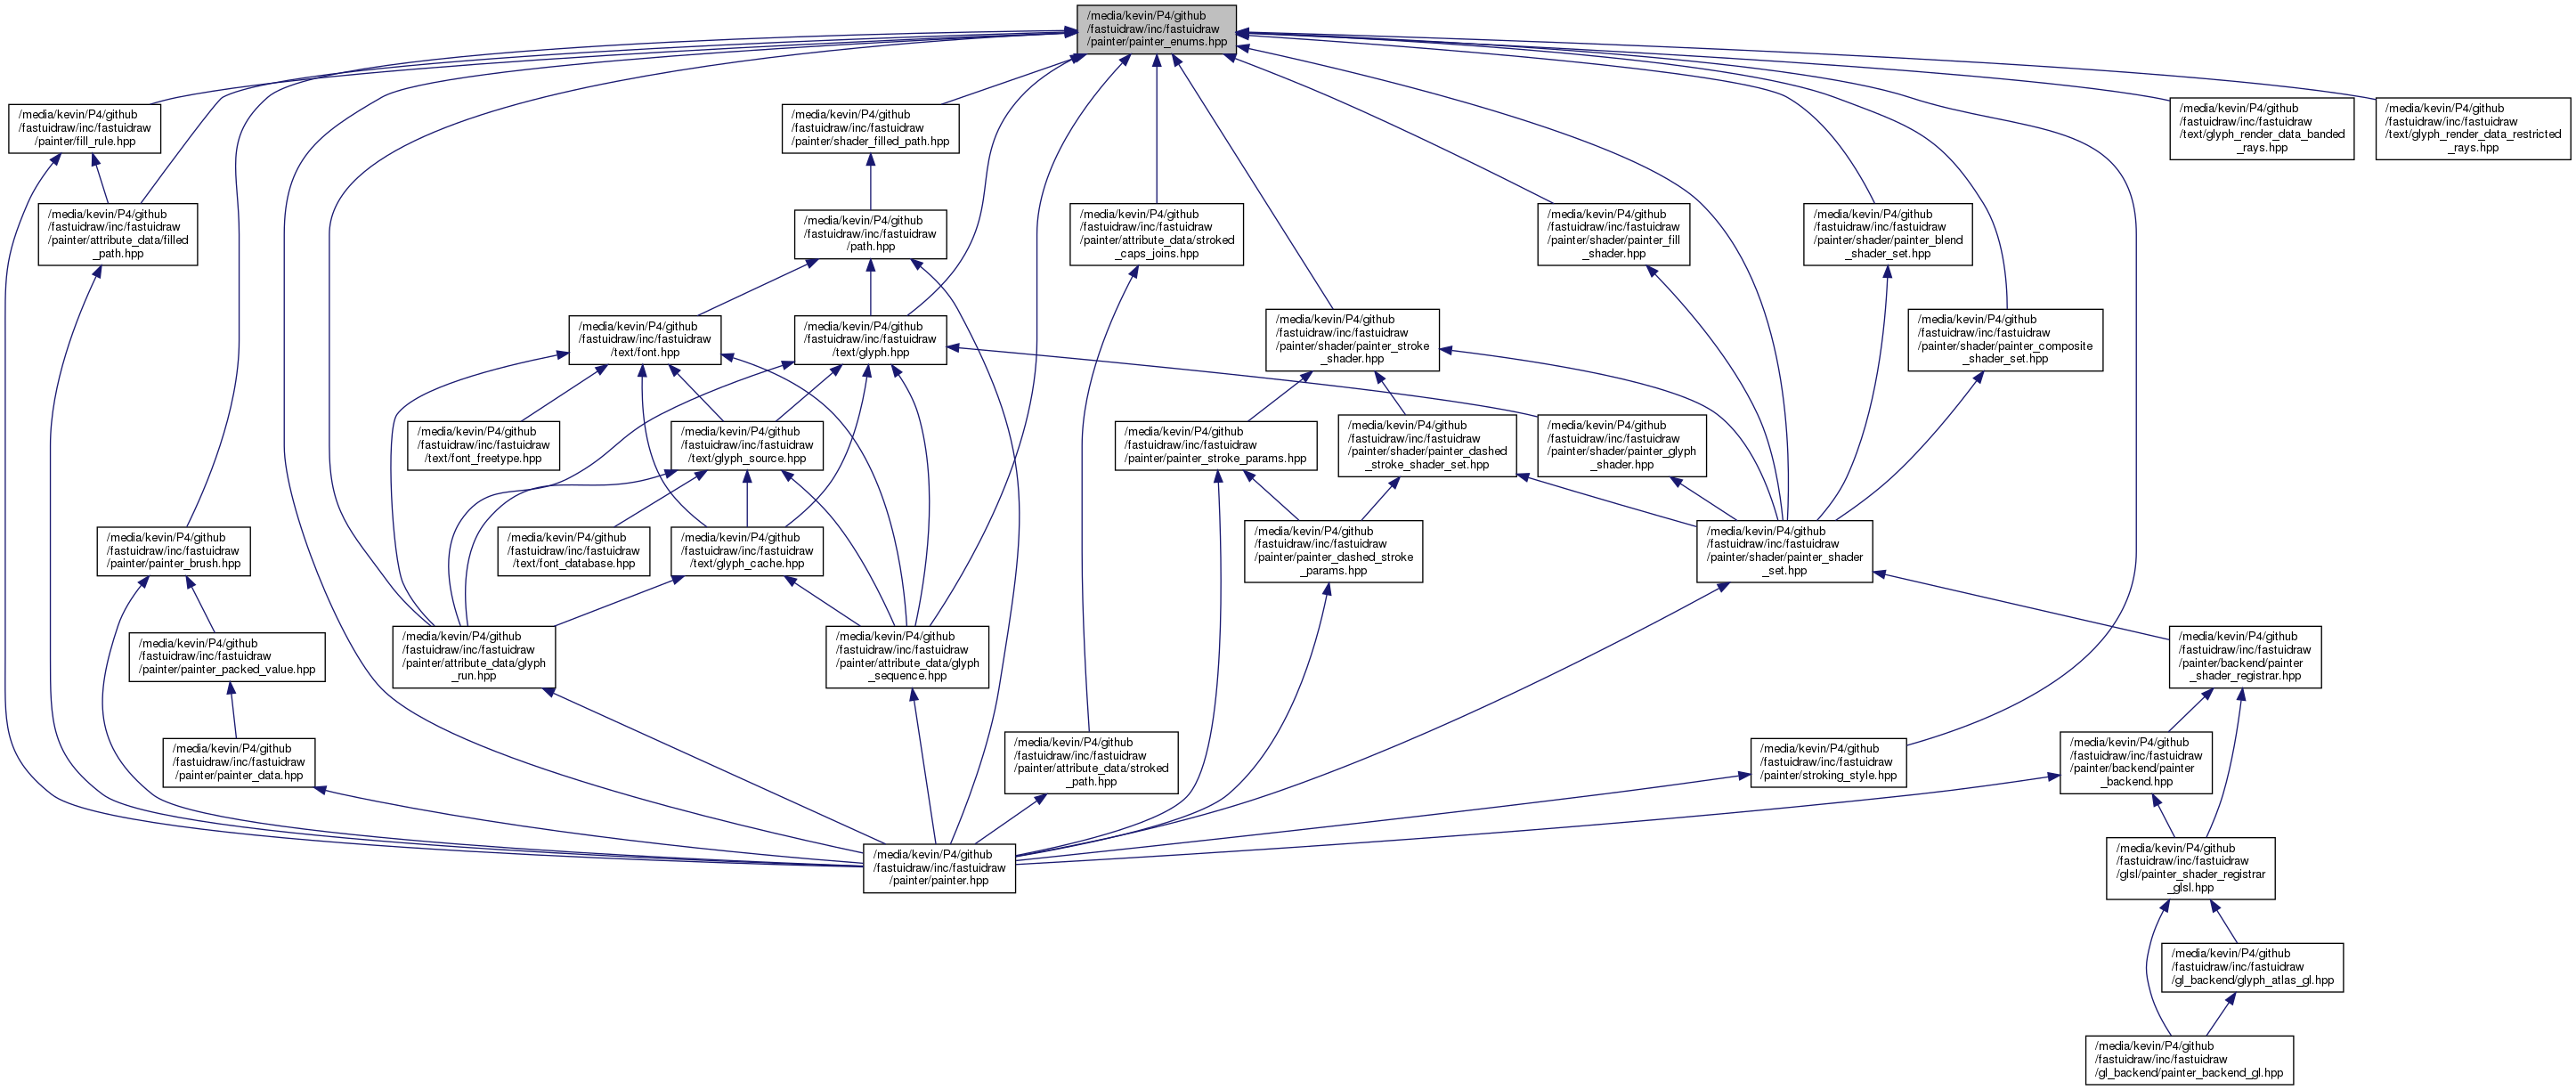 /media/kevin/P4/github
/fastuidraw/inc/fastuidraw
/painter/painter_enums.hpp
/media/kevin/P4/github
/fastuidraw/inc/fastuidraw
/painter/fill_rule.hpp
/media/kevin/P4/github
/fastuidraw/inc/fastuidraw
/painter/shader_filled_path.hpp
/media/kevin/P4/github
/fastuidraw/inc/fastuidraw
/text/glyph_render_data_banded
_rays.hpp
/media/kevin/P4/github
/fastuidraw/inc/fastuidraw
/text/glyph_render_data_restricted
_rays.hpp
/media/kevin/P4/github
/fastuidraw/inc/fastuidraw
/painter/attribute_data/filled
_path.hpp
/media/kevin/P4/github
/fastuidraw/inc/fastuidraw
/path.hpp
/media/kevin/P4/github
/fastuidraw/inc/fastuidraw
/painter/attribute_data/stroked
_caps_joins.hpp
/media/kevin/P4/github
/fastuidraw/inc/fastuidraw
/painter/shader/painter_fill
_shader.hpp
/media/kevin/P4/github
/fastuidraw/inc/fastuidraw
/painter/shader/painter_blend
_shader_set.hpp
/media/kevin/P4/github
/fastuidraw/inc/fastuidraw
/text/font.hpp
/media/kevin/P4/github
/fastuidraw/inc/fastuidraw
/text/glyph.hpp
/media/kevin/P4/github
/fastuidraw/inc/fastuidraw
/painter/shader/painter_stroke
_shader.hpp
/media/kevin/P4/github
/fastuidraw/inc/fastuidraw
/painter/shader/painter_composite
_shader_set.hpp
/media/kevin/P4/github
/fastuidraw/inc/fastuidraw
/text/font_freetype.hpp
/media/kevin/P4/github
/fastuidraw/inc/fastuidraw
/text/glyph_source.hpp
/media/kevin/P4/github
/fastuidraw/inc/fastuidraw
/painter/painter_stroke_params.hpp
/media/kevin/P4/github
/fastuidraw/inc/fastuidraw
/painter/shader/painter_dashed
_stroke_shader_set.hpp
/media/kevin/P4/github
/fastuidraw/inc/fastuidraw
/painter/shader/painter_glyph
_shader.hpp
/media/kevin/P4/github
/fastuidraw/inc/fastuidraw
/painter/painter_brush.hpp
/media/kevin/P4/github
/fastuidraw/inc/fastuidraw
/text/font_database.hpp
/media/kevin/P4/github
/fastuidraw/inc/fastuidraw
/text/glyph_cache.hpp
/media/kevin/P4/github
/fastuidraw/inc/fastuidraw
/painter/painter_dashed_stroke
_params.hpp
/media/kevin/P4/github
/fastuidraw/inc/fastuidraw
/painter/shader/painter_shader
_set.hpp
/media/kevin/P4/github
/fastuidraw/inc/fastuidraw
/painter/painter_packed_value.hpp
/media/kevin/P4/github
/fastuidraw/inc/fastuidraw
/painter/attribute_data/glyph
_run.hpp
/media/kevin/P4/github
/fastuidraw/inc/fastuidraw
/painter/attribute_data/glyph
_sequence.hpp
/media/kevin/P4/github
/fastuidraw/inc/fastuidraw
/painter/backend/painter
_shader_registrar.hpp
/media/kevin/P4/github
/fastuidraw/inc/fastuidraw
/painter/painter_data.hpp
/media/kevin/P4/github
/fastuidraw/inc/fastuidraw
/painter/attribute_data/stroked
_path.hpp
/media/kevin/P4/github
/fastuidraw/inc/fastuidraw
/painter/stroking_style.hpp
/media/kevin/P4/github
/fastuidraw/inc/fastuidraw
/painter/backend/painter
_backend.hpp
/media/kevin/P4/github
/fastuidraw/inc/fastuidraw
/painter/painter.hpp
/media/kevin/P4/github
/fastuidraw/inc/fastuidraw
/glsl/painter_shader_registrar
_glsl.hpp
/media/kevin/P4/github
/fastuidraw/inc/fastuidraw
/gl_backend/glyph_atlas_gl.hpp
/media/kevin/P4/github
/fastuidraw/inc/fastuidraw
/gl_backend/painter_backend_gl.hpp